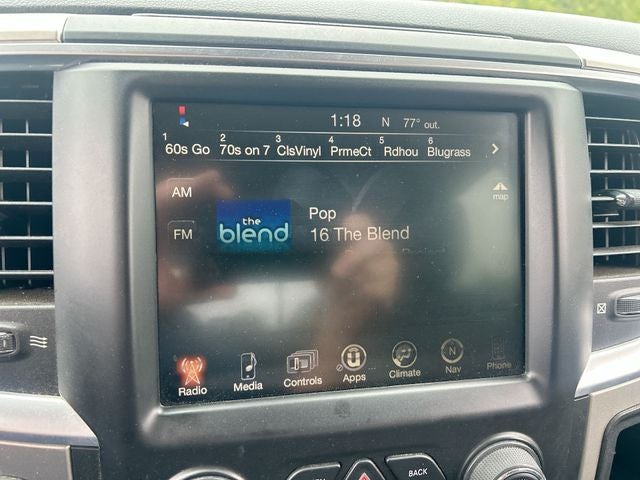 1:18 N 77° out.
1 2 3 4 5 6
60s Go 70s on 7 ClsVinyl PrmeCt Rdhou Blugrass
AM
map
Pop
the
blend
16 The Blend
FM
Radio Media Controls Apps Climate Nav Phone
BACK